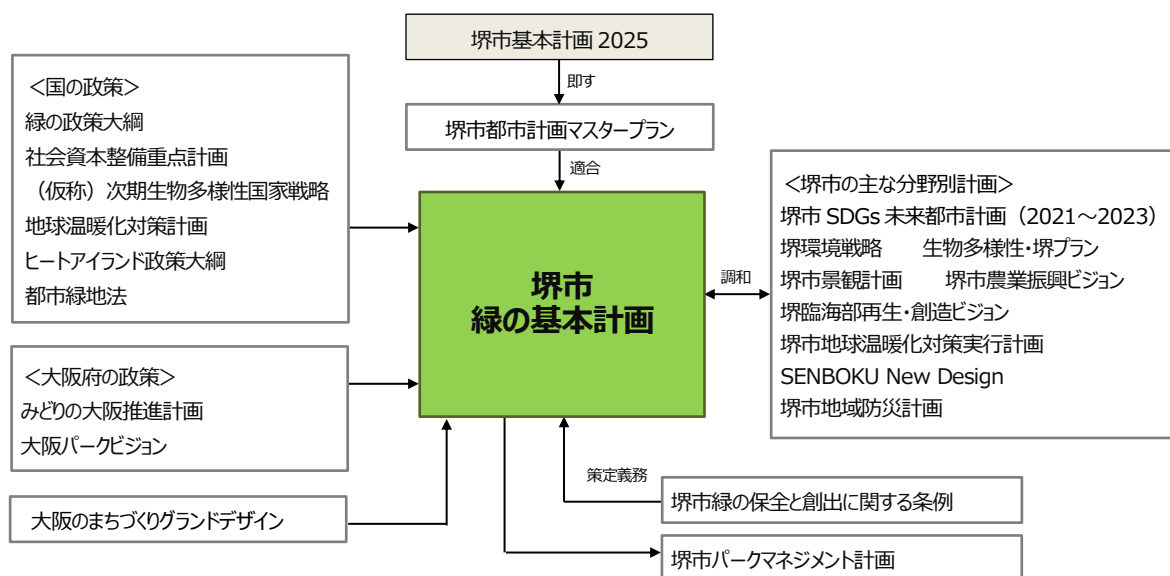 堺市基本計画 2025
即す
堺市都市計画マスタープラン
適合
＜国の政策＞
緑の政策大綱
社会資本整備重点計画
（仮称）次期生物多様性国家戦略
地球温暖化対策計画
ヒートアイランド政策大綱
都市緑地法
＜大阪府の政策＞
みどりの大阪推進計画
大阪パークビジョン
大阪のまちづくりグランドデザイン
堺市
緑の基本計画
調和
＜堺市の主な分野別計画＞
堺市 SDGs 未来都市計画（2021～2023）
堺環境戦略　　生物多様性・堺プラン
堺市景観計画　　堺市農業振興ビジョン
堺臨海部再生・創造ビジョン
堺市地球温暖化対策実行計画
SENBOKU New Design
堺市地域防災計画
策定義務
堺市緑の保全と創出に関する条例
堺市パークマネジメント計画